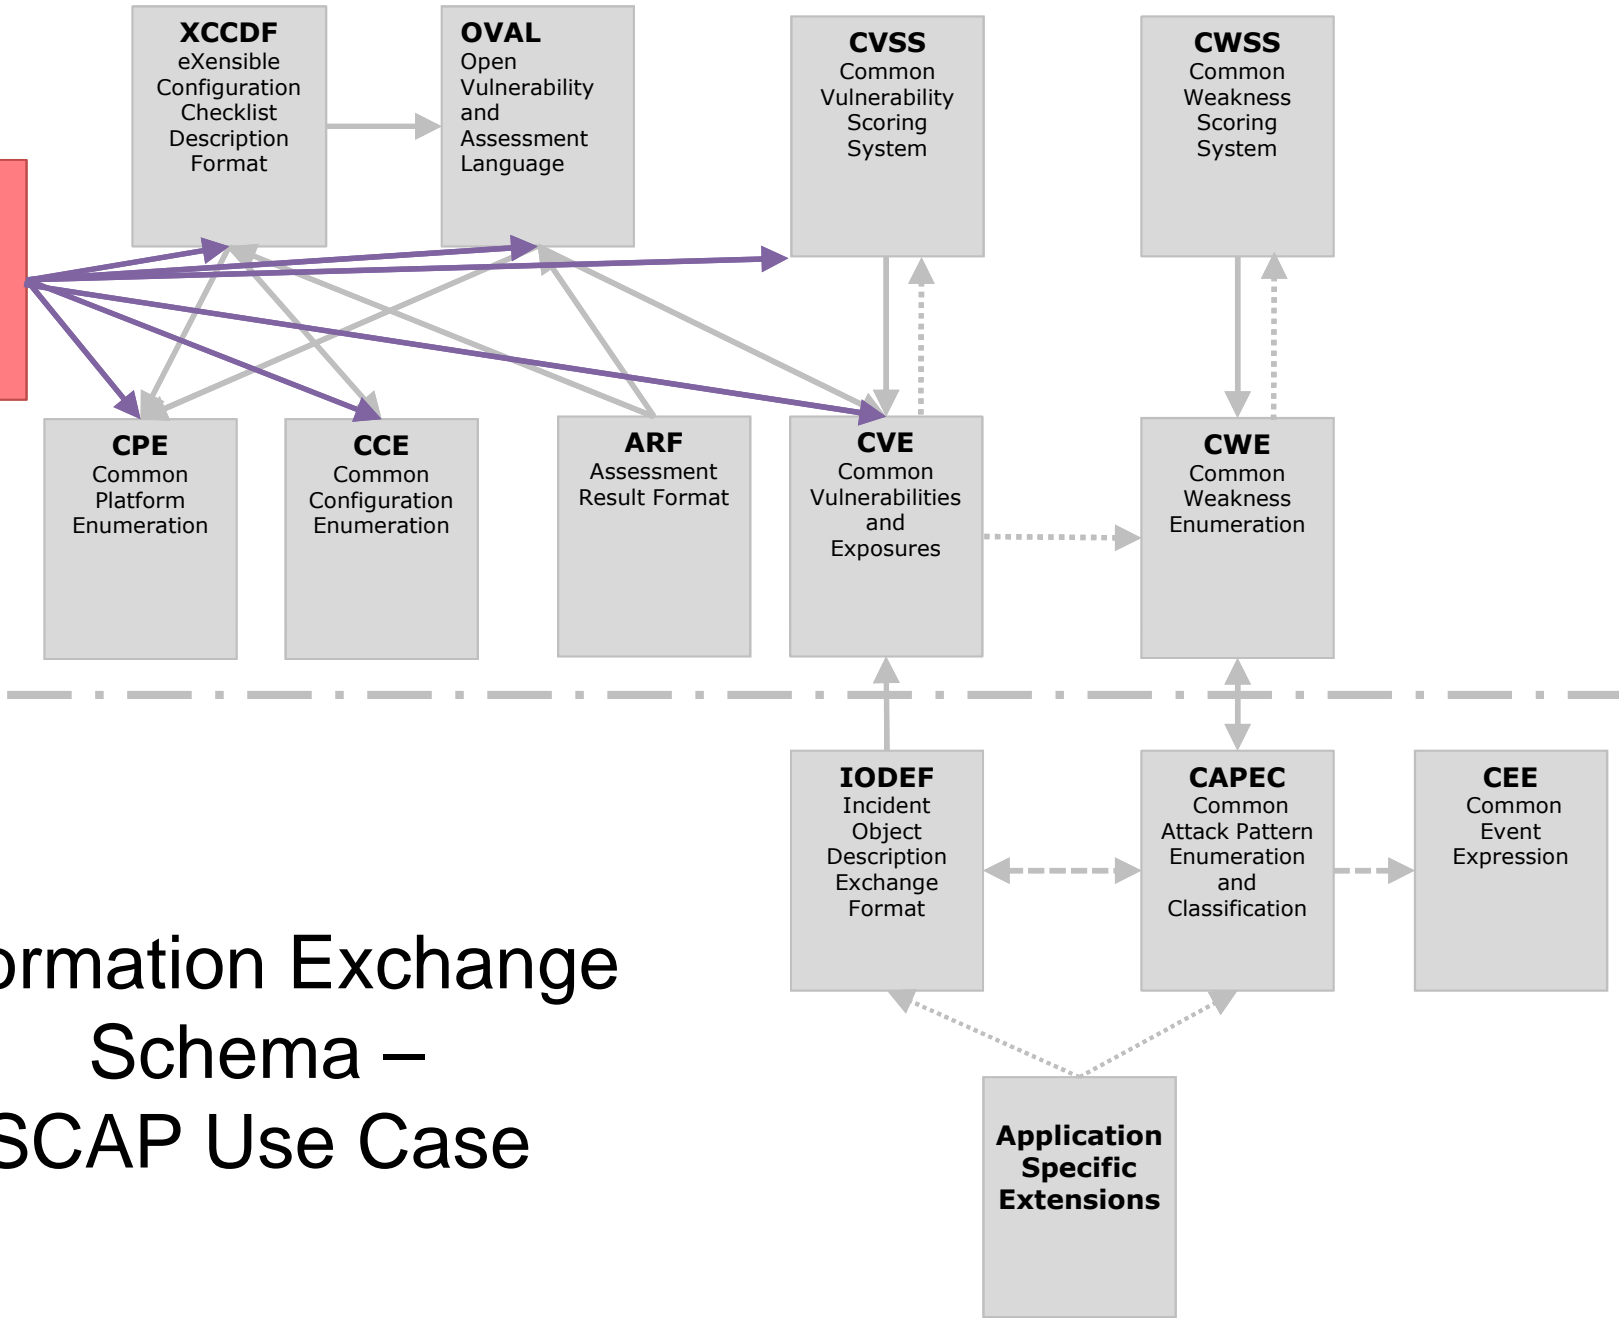 XCCDF
eXensible
Configuration
Checklist
Description
Format
OVAL
Open
Vulnerability
and
Assessment
Language
CVSS
Common
Vulnerability
Scoring
System
CWSS
Common
Weakness
Scoring
System
CPE
Common
Platform
Enumeration
CCE
Common
Configuration
Enumeration
ARF
Assessment
Result Format
CVE
Common
Vulnerabilities
and
Exposures
CWE
Common
Weakness
Enumeration
IODEF
Incident
Object
Description
Exchange
Format
CAPEC
Common
Attack Pattern
Enumeration
and
Classification
CEE
Common
Event
Expression
ormation Exchange
Schema –
SCAP Use Case
Application
Specific
Extensions